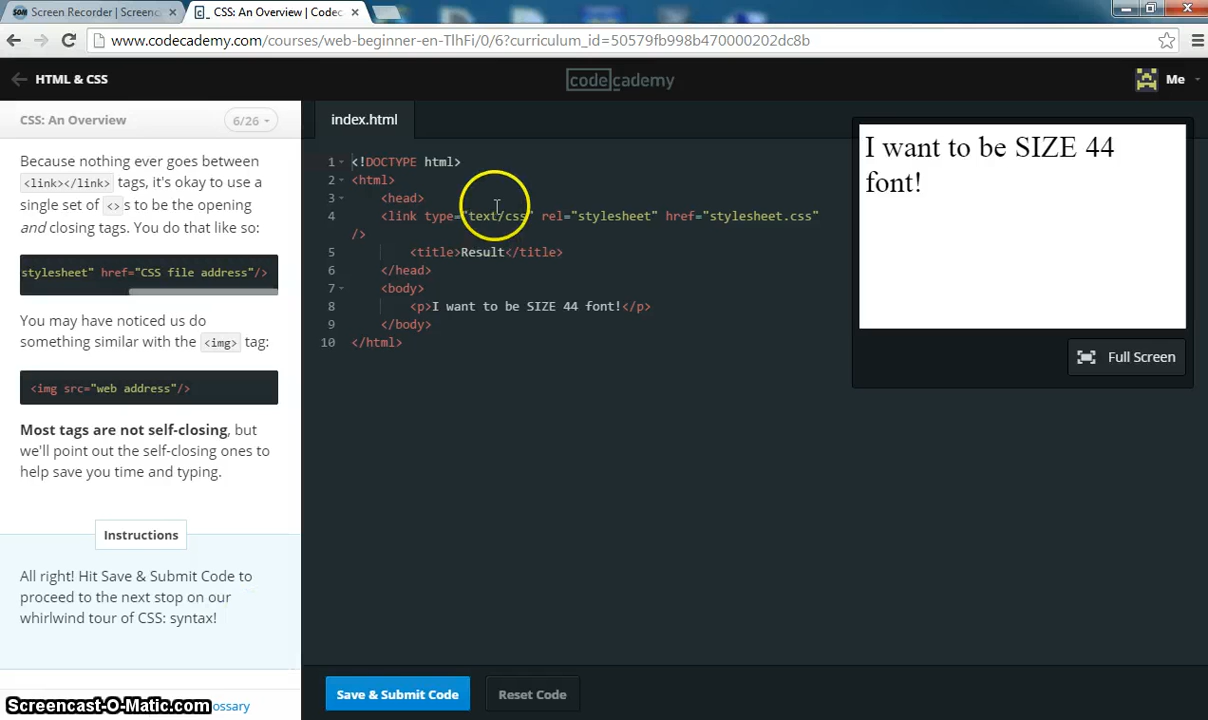 Screen Recorder | Screenc
CSS: An Overview | Codec
www.codecademy.com/courses/web-beginner-en-TlhFi/0/6?curriculum_id=50579fb998b470000202dc8b
HTML & CSS
codecademy
Me
CSS: An Overview
6/26
index.html
Because nothing ever goes between
<link></link> tags, it's okay to use a
single set of <>s to be the opening
and closing tags. You do that like so:
stylesheet" href="CSS file address"/>
You may have noticed us do
something similar with the <img> tag:
<img src="web address"/>
Most tags are not self-closing, but
we'll point out the self-closing ones to
help save you time and typing.
Instructions
All right! Hit Save & Submit Code to
proceed to the next stop on our
whirlwind tour of CSS: syntax!
Screencast-O-Matic.com
ossary
1 <!DOCTYPE html>
2 <html>
3 <head>
4 <link type="text/css" rel="stylesheet" href="stylesheet.css"
/>
5 <title>Result</title>
6 </head>
7 <body>
8 <p>I want to be SIZE 44 font!</p>
9 </body>
10 </html>
I want to be SIZE 44
font!
Full Screen
Save & Submit Code
Reset Code